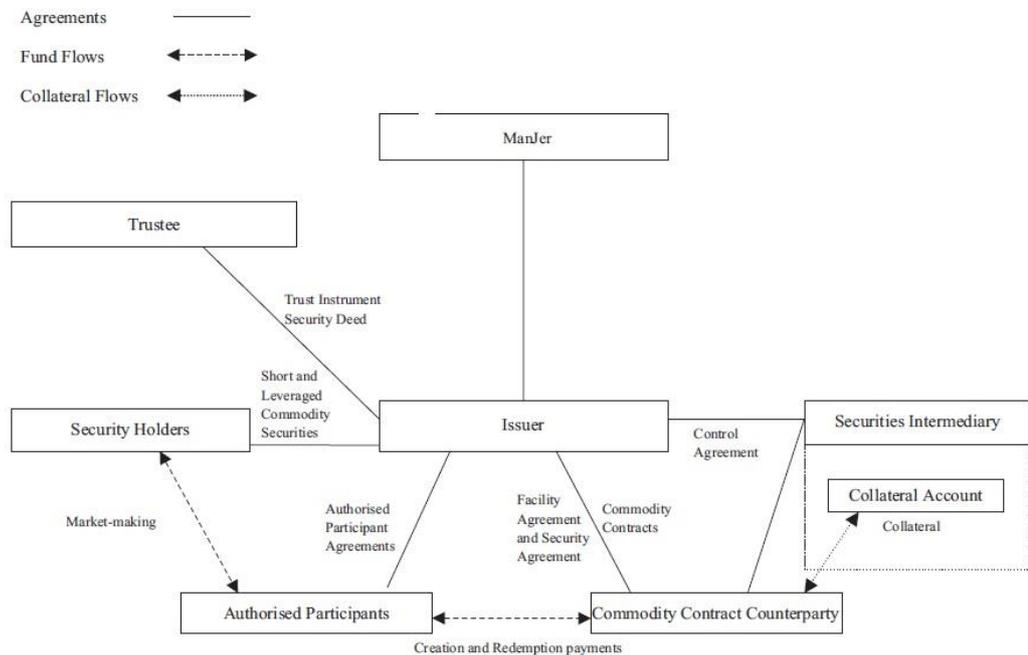 Agreements
Fund Flows
Collateral Flows
ManJer
Trustee
Trust Instrument
Security Deed
Short and
Leveraged
Commodity
Securities
Security Holders
Issuer
Control
Agreement
Securities Intermediary
Collateral Account
Collateral
Market-making
Authorised
Participant
Agreements
Facility
Agreement
and Security
Agreement
Commodity
Contracts
Authorised Participants
Commodity Contract Counterparty
Creation and Redemption payments